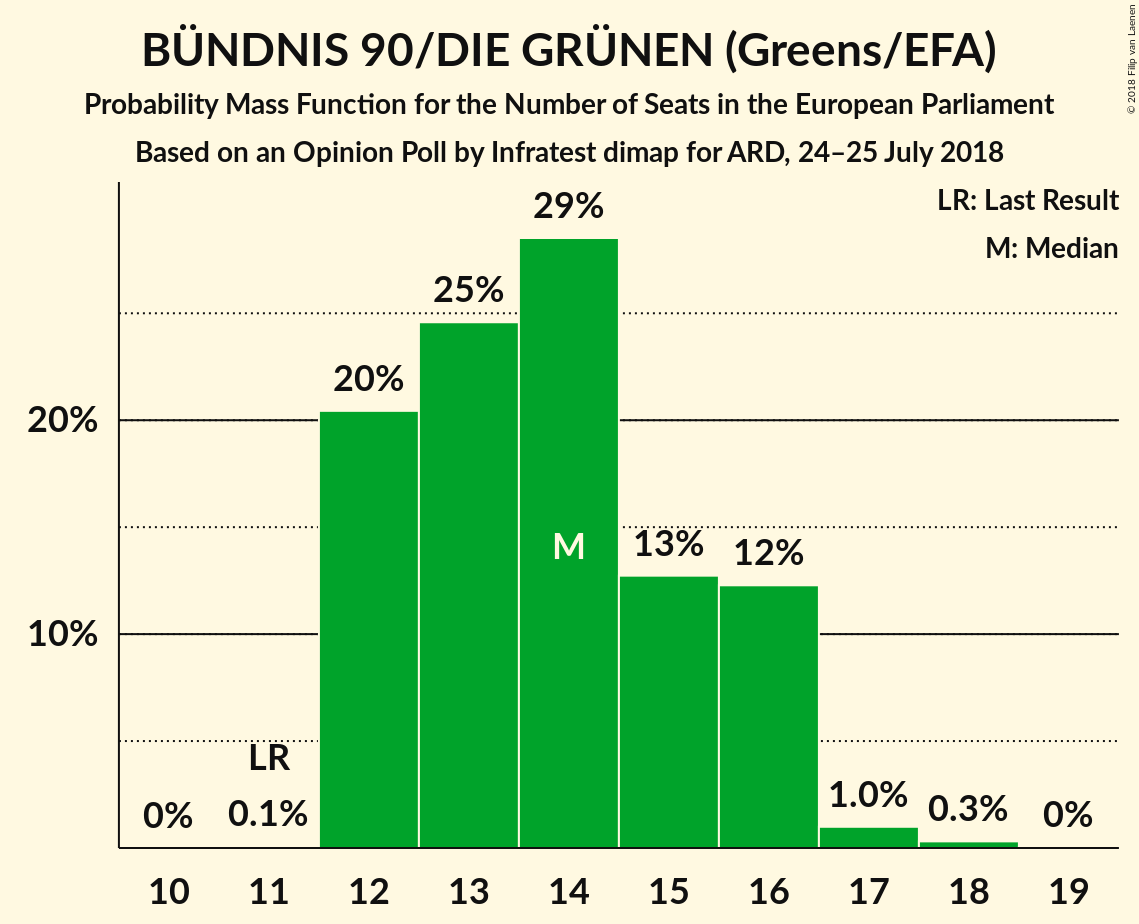 BÜNDNIS 90/DIE GRÜNEN (Greens/EFA)
Probability Mass Function for the Number of Seats in the European Parliament
Based on an Opinion Poll by Infratest dimap for ARD, 24–25 July 2018
© 2018 Filip van Laenen
LR: Last Result
M: Median
29%
25%
20%
20%
M
13%
12%
10%
LR
0%
0.1%
1.0%
0.3%
0%
10 11 12 13 14 15 16 17 18 19